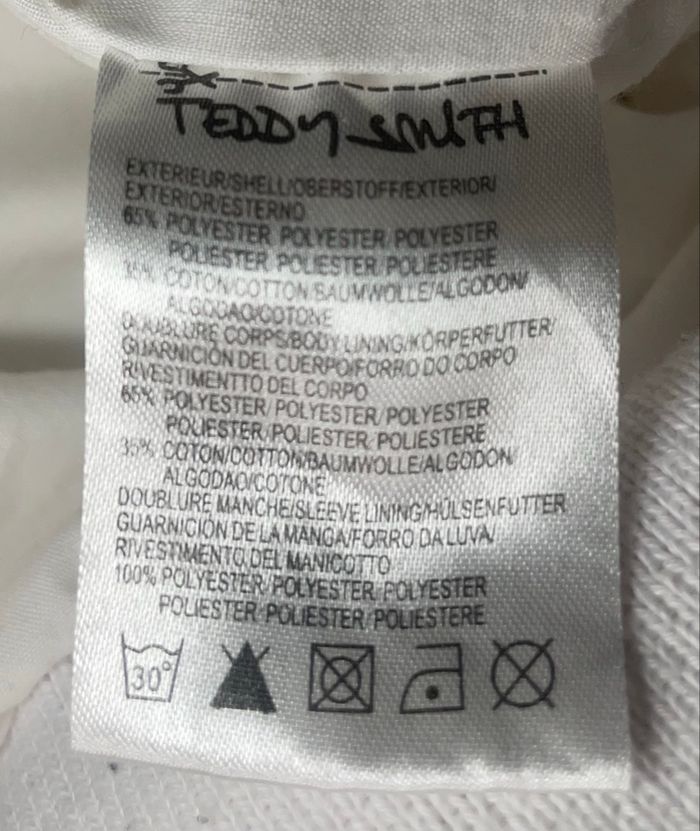 TEDDY SMITH
EXTERIEUR/SHELL/OBERSTOFF/EXTERIOR/
EXTERIOR/ESTERNO
65% POLYESTER/POLYESTER/POLYESTER
POLIESTER/POLIESTER/POLIESTERE
35% COTON/COTTON/BAUMWOLLE/ALGODON/
ALGODAO/COTONE
DOUBLURE CORPS/BODY LINING/KÖRPERFUTTER/
GUARNICIÓN DEL CUERPO/FORRO DO CORPO
RIVESTIMENTTO DEL CORPO
65% POLYESTER/POLYESTER/POLYESTER
POLIESTER/POLIESTER/POLIESTERE
35% COTON/COTTON/BAUMWOLLE/ALGODON/
ALGODAO/COTONE
DOUBLURE MANCHE/SLEEVE LINING/HÜLSENFUTTER
GUARNICIÓN DE LA MANGA/FORRO DA LUVA/
RIVESTIMENTO DEL MANICOTTO
100% POLYESTER/POLYESTER/POLYESTER
POLIESTER/POLIESTER/POLIESTERE
30°